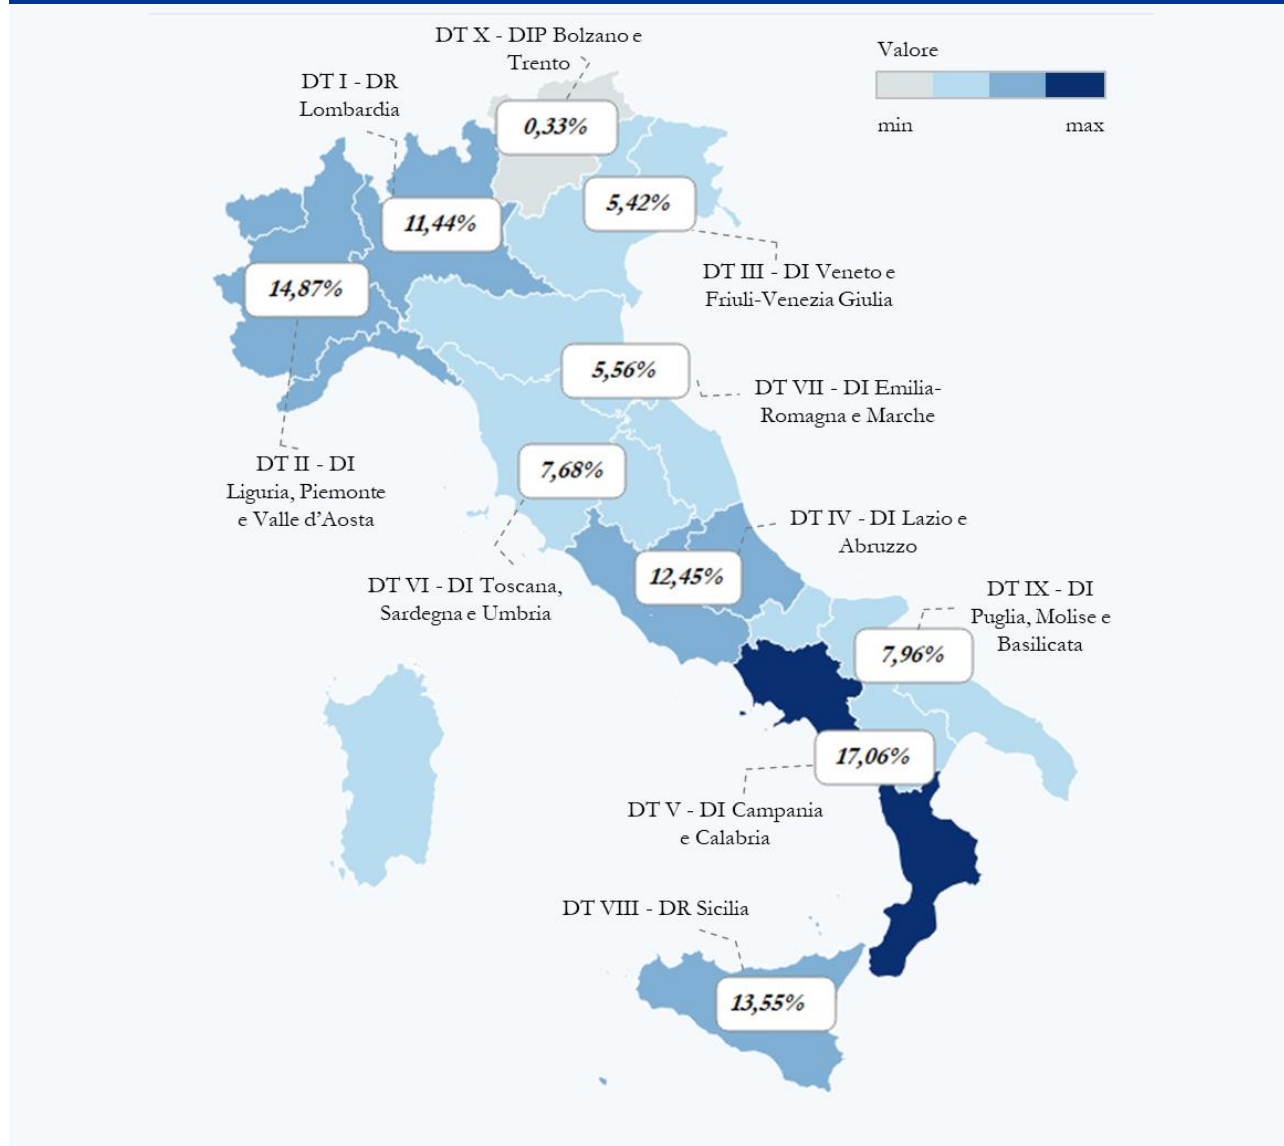 DT X - DIP Bolzano e
Trento
Valore
min max
DT I - DR
Lombardia
0,33%
5,42%
11,44%
DT III - DI Veneto e
Friuli-Venezia Giulia
14,87%
5,56%
DT VII - DI Emilia-
Romagna e Marche
DT II - DI
Liguria, Piemonte
e Valle d'Aosta
7,68%
DT IV - DI Lazio e
Abruzzo
12,45%
DT VI - DI Toscana,
Sardegna e Umbria
DT IX - DI
Puglia, Molise e
Basilicata
7,96%
17,06%
DT V - DI Campania
e Calabria
DT VIII - DR Sicilia
13,55%